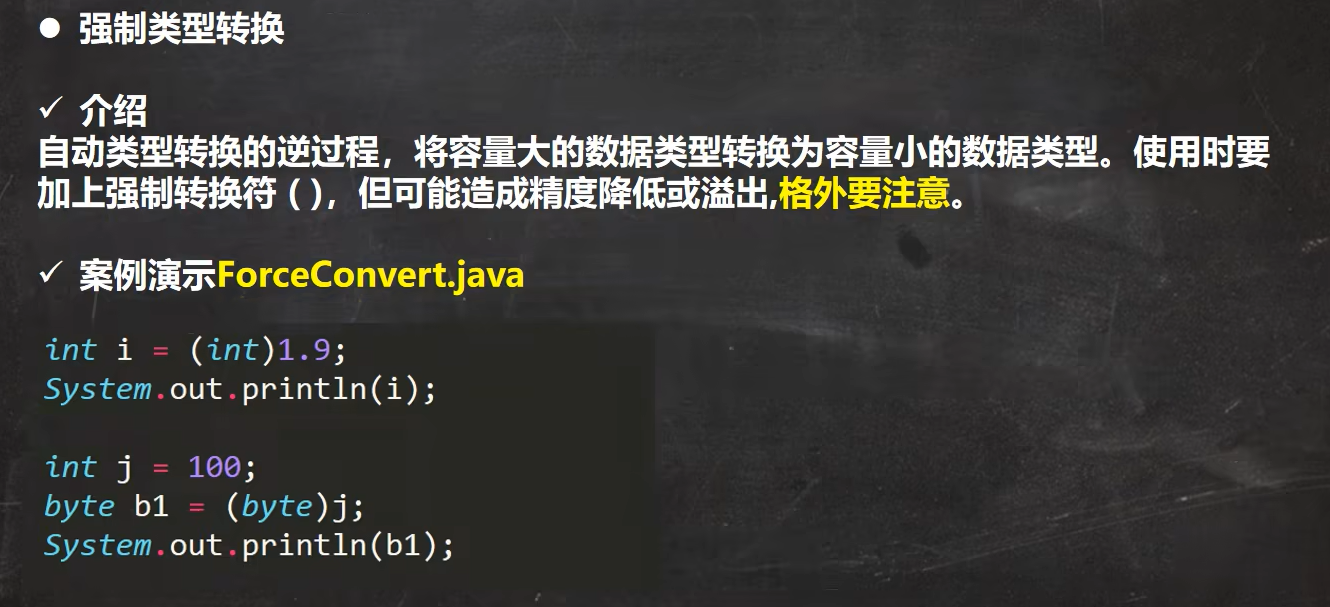 ● 强制类型转换
✓ 介绍
自动类型转换的逆过程，将容量大的数据类型转换为容量小的数据类型。使用时要
加上强制转换符 ( )，但可能造成精度降低或溢出,格外要注意。
✓ 案例演示ForceConvert.java
int i = (int)1.9;
System.out.println(i);
int j = 100;
byte b1 = (byte)j;
System.out.println(b1);